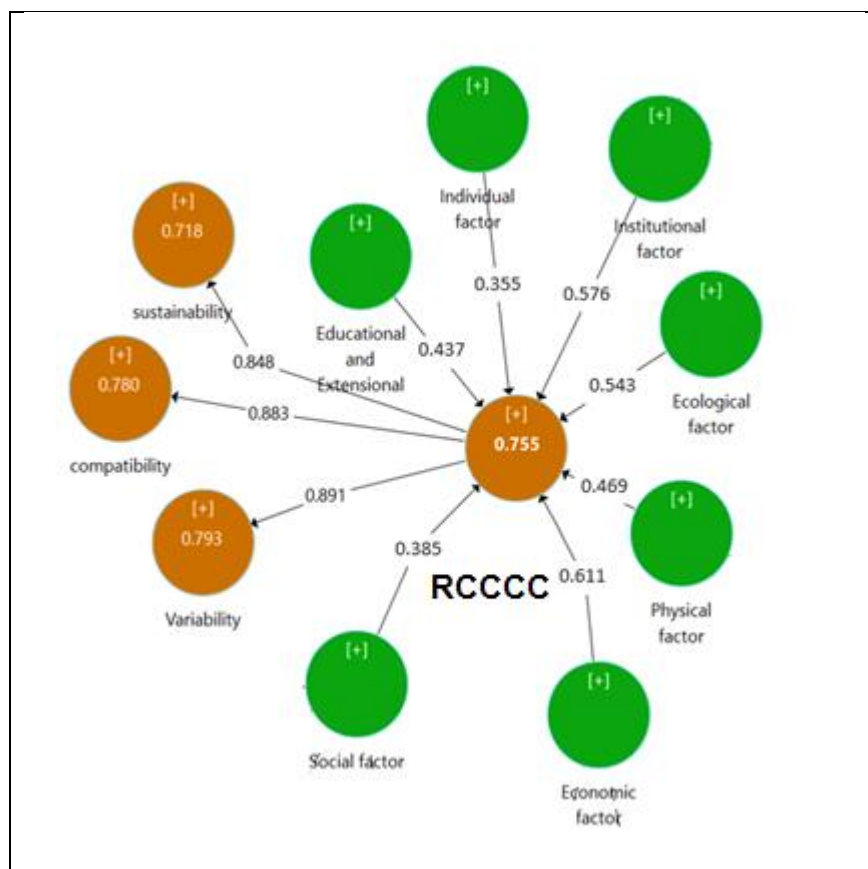 [+]
Individual
factor
[+]
Institutional
factor
[+]
0.718
sustainability
[+]
Educational
and
Extensional
0.355
0.576
[+]
Ecological
factor
0.437
0.543
0.848
[+]
0.780
compatibility
0.883
[+]
0.755
0.469
[+]
Physical
factor
0.891
[+]
0.793
Variability
0.385
RCCCC
0.611
[+]
Social factor
[+]
Economic
factor